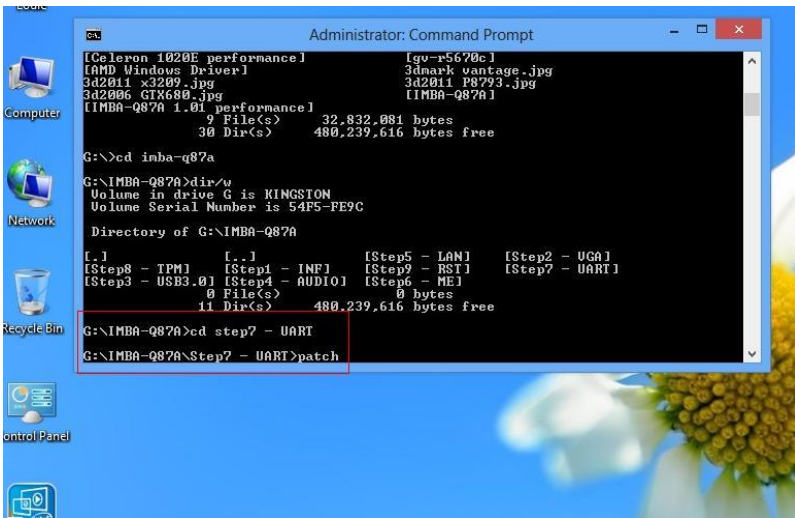 Louie
Administrator: Command Prompt
[Celeron 1020E performance] [gv-r5670c]
[AMD Windows Driver] 3dmark vantage.jpg
3d2011 x3209.jpg 3d2011 P8793.jpg
3d2006 GTX680.jpg [IMBA-Q87A]
[IMBA-Q87A 1.01 performance]
9 File(s) 32,832,081 bytes
30 Dir(s) 480,239,616 bytes free
G:\>cd imba-q87a
G:\IMBA-Q87A>dir/w
Volume in drive G is KINGSTON
Volume Serial Number is 54F5-FE9C
Directory of G:\IMBA-Q87A
[.] [..] [Step5 - LAN] [Step2 - VGA]
[Step8 - TPM] [Step1 - INF] [Step9 - RST] [Step7 - UART]
[Step3 - USB3.0] [Step4 - AUDIO] [Step6 - ME]
0 File(s) 0 bytes
11 Dir(s) 480,239,616 bytes free
G:\IMBA-Q87A>cd step7 - UART
G:\IMBA-Q87A\Step7 - UART>patch
Computer
Network
Recycle Bin
ontrol Panel